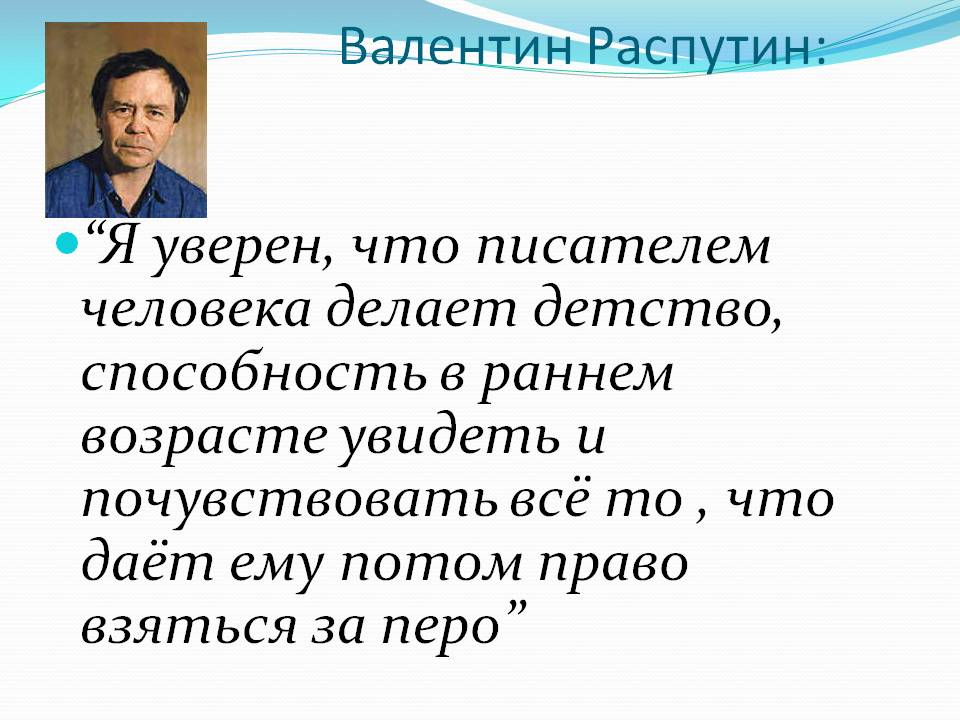 Валентин Распутин:
“Я уверен, что писателем
человека делает детство,
способность в раннем
возрасте увидеть и
почувствовать всё то , что
даёт ему потом право
взяться за перо”